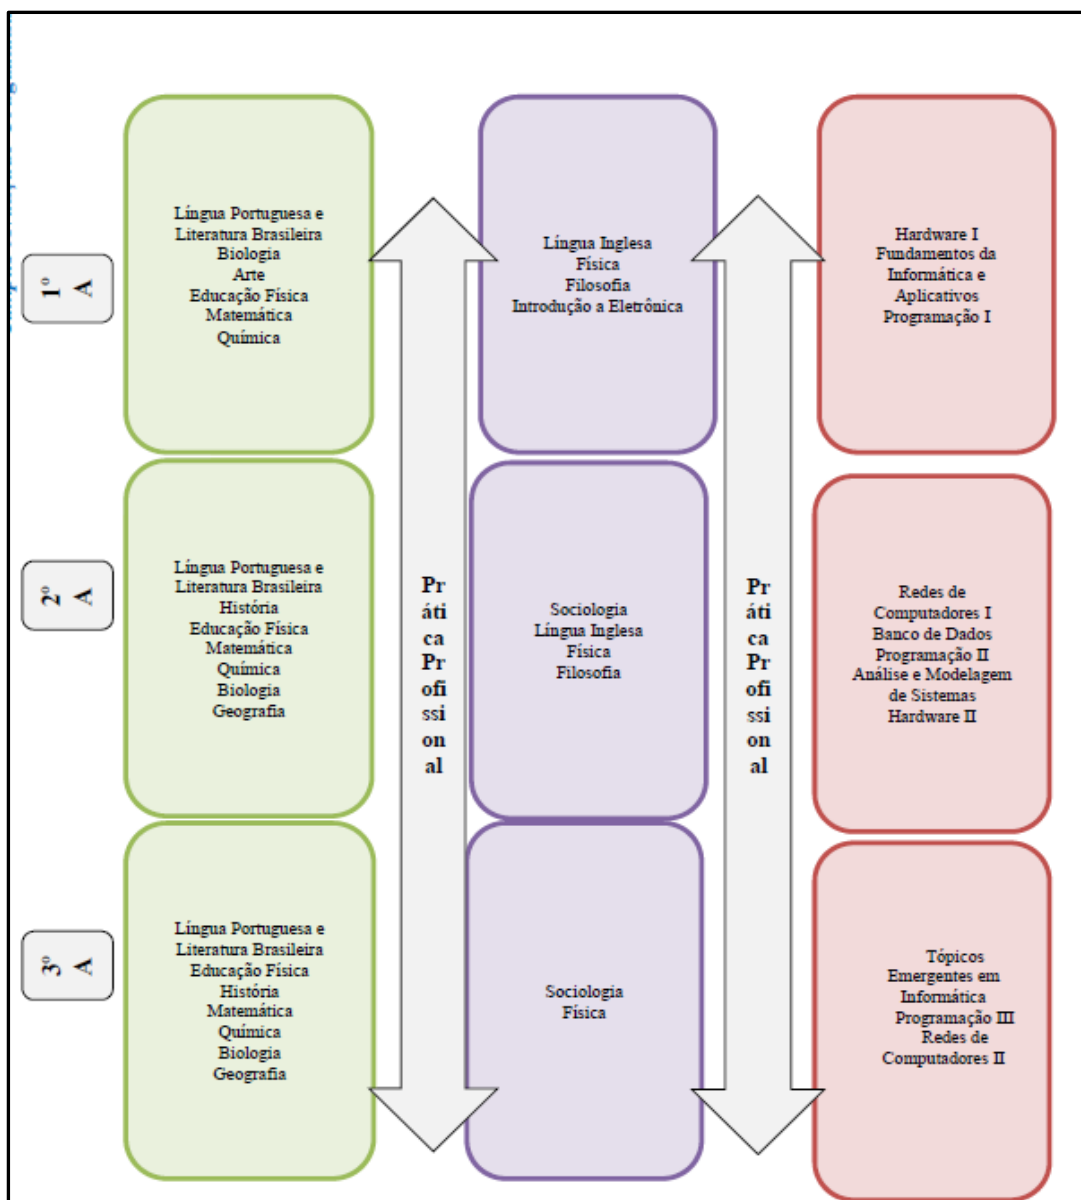 1º
A
Língua Portuguesa e
Literatura Brasileira
Biologia
Arte
Educação Física
Matemática
Química
Língua Inglesa
Física
Filosofia
Introdução a Eletrônica
Hardware I
Fundamentos da
Informática e
Aplicativos
Programação I
2º
A
Língua Portuguesa e
Literatura Brasileira
História
Educação Física
Matemática
Química
Biologia
Geografia
Pr
áti
ca
Pr
ofi
ssi
on
al
Sociologia
Língua Inglesa
Física
Filosofia
Pr
áti
ca
Pr
ofi
ssi
on
al
Redes de
Computadores I
Banco de Dados
Programação II
Análise e Modelagem
de Sistemas
Hardware II
3º
A
Língua Portuguesa e
Literatura Brasileira
Educação Física
História
Matemática
Química
Biologia
Geografia
Sociologia
Física
Tópicos
Emergentes em
Informática
Programação III
Redes de
Computadores II